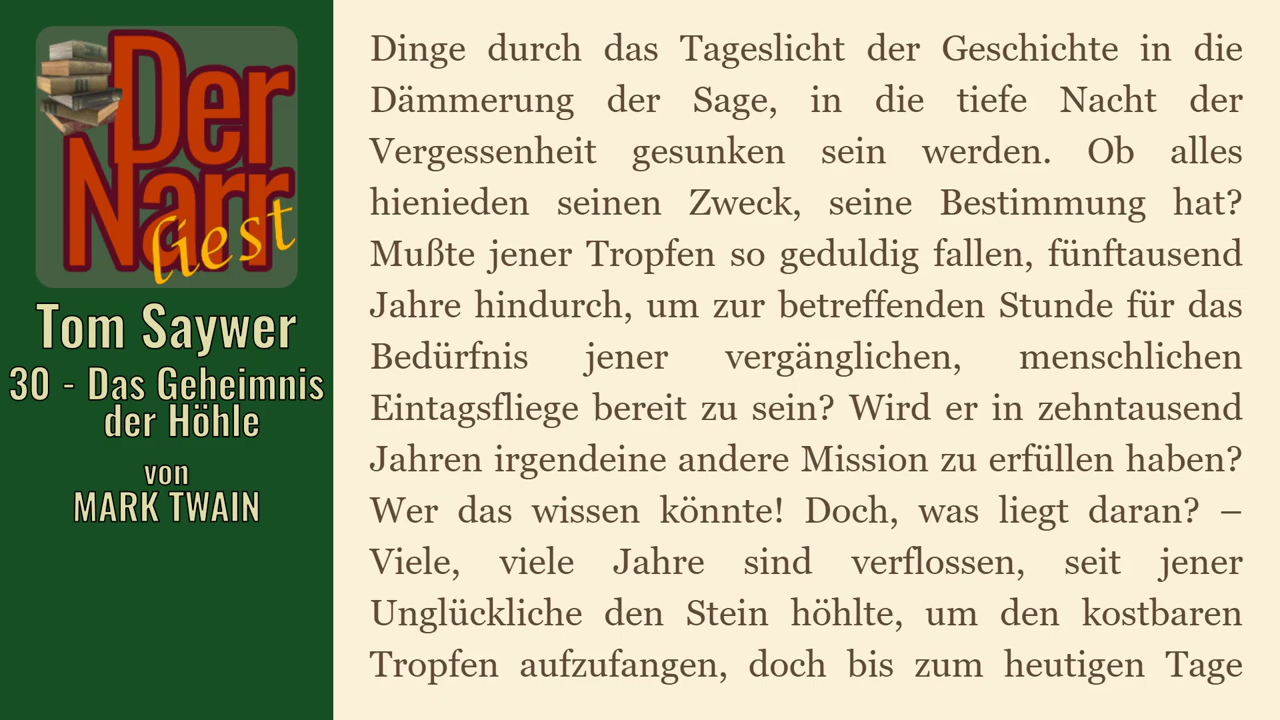 Der
Narr
liest
Tom Saywer
30 - Das Geheimnis
der Höhle
von
MARK TWAIN
Dinge durch das Tageslicht der Geschichte in die
Dämmerung der Sage, in die tiefe Nacht der
Vergessenheit gesunken sein werden. Ob alles
hienieden seinen Zweck, seine Bestimmung hat?
Mußte jener Tropfen so geduldig fallen, fünftausend
Jahre hindurch, um zur betreffenden Stunde für das
Bedürfnis jener vergänglichen, menschlichen
Eintagsfliege bereit zu sein? Wird er in zehntausend
Jahren irgendeine andere Mission zu erfüllen haben?
Wer das wissen könnte! Doch, was liegt daran? –
Viele, viele Jahre sind verflossen, seit jener
Unglückliche den Stein höhlte, um den kostbaren
Tropfen aufzufangen, doch bis zum heutigen Tage